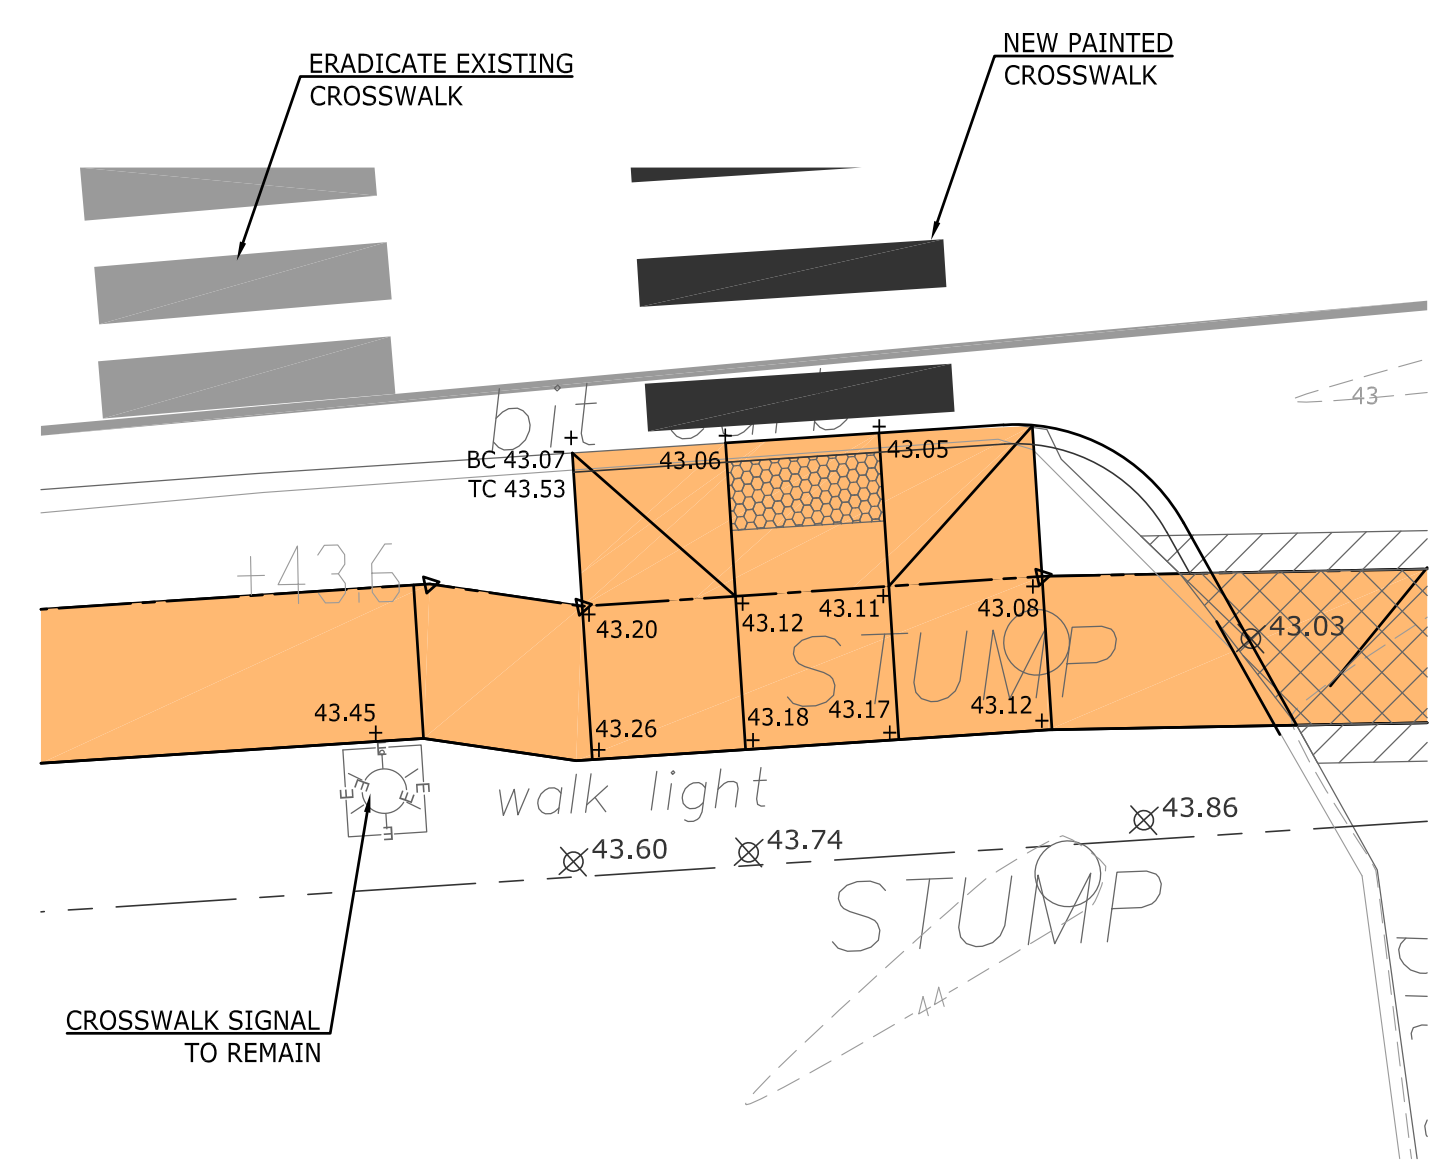 NEW PAINTED
CROSSWALK
ERADICATE EXISTING
CROSSWALK
43
bit
BC 43.07
TC 43.53
43.06
43.05
+43.6
43.20
43.12
43.11
43.08
43.03
STUMP
43.45
43.26
43.18
43.17
43.12
walk light
43.60
43.74
43.86
STUMP
44
CROSSWALK SIGNAL
TO REMAIN